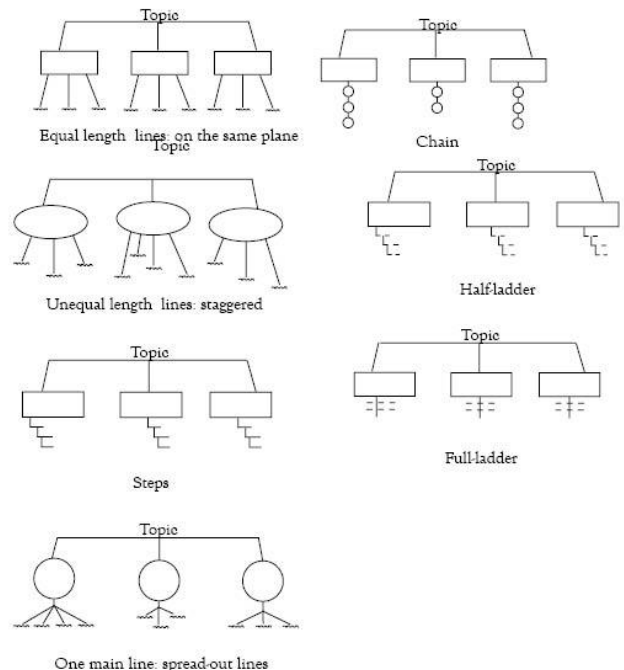 Topic
Equal length lines: on the same plane
Topic
Unequal length lines: staggered
Topic
Steps
Topic
One main line: spread-out lines
Topic
Chain
Topic
Half-ladder
Topic
Full-ladder